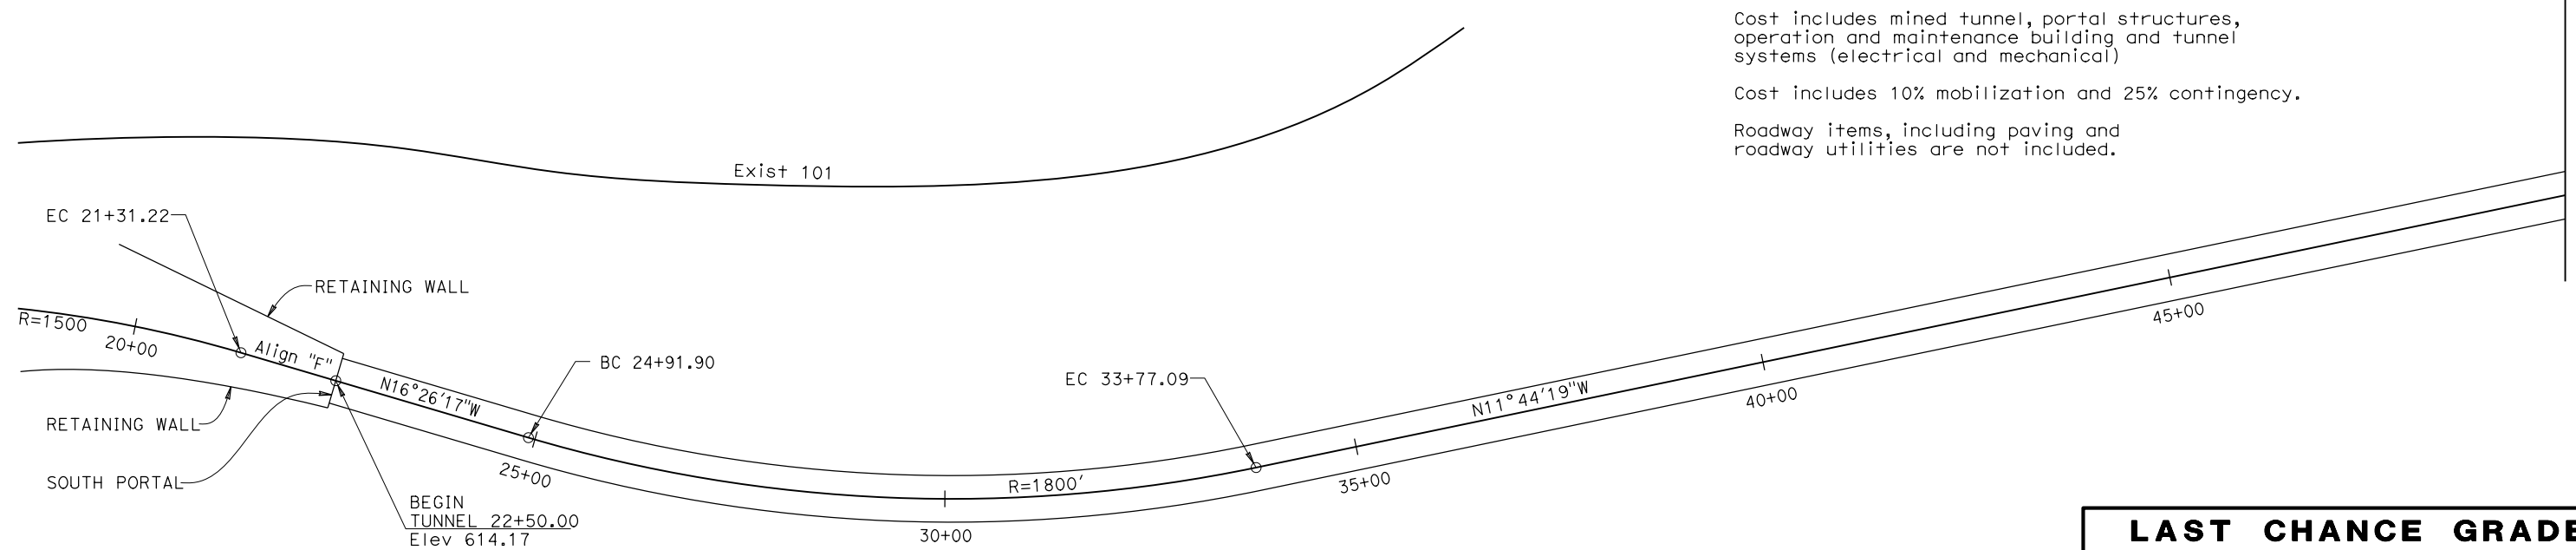 Cost includes mined tunnel, portal structures,
operation and maintenance building and tunnel
systems (electrical and mechanical)
Cost includes 10% mobilization and 25% contingency.
Roadway items, including paving and
roadway utilities are not included.
Exist 101
EC 21+31.22
RETAINING WALL
R=1500
20+00
Align "F"
N16°26'17"W
BC 24+91.90
EC 33+77.09
N11°44'19"W
45+00
40+00
RETAINING WALL
SOUTH PORTAL
25+00
R=1800'
35+00
BEGIN
TUNNEL 22+50.00
Elev 614.17
30+00
LAST CHANCE GRADE